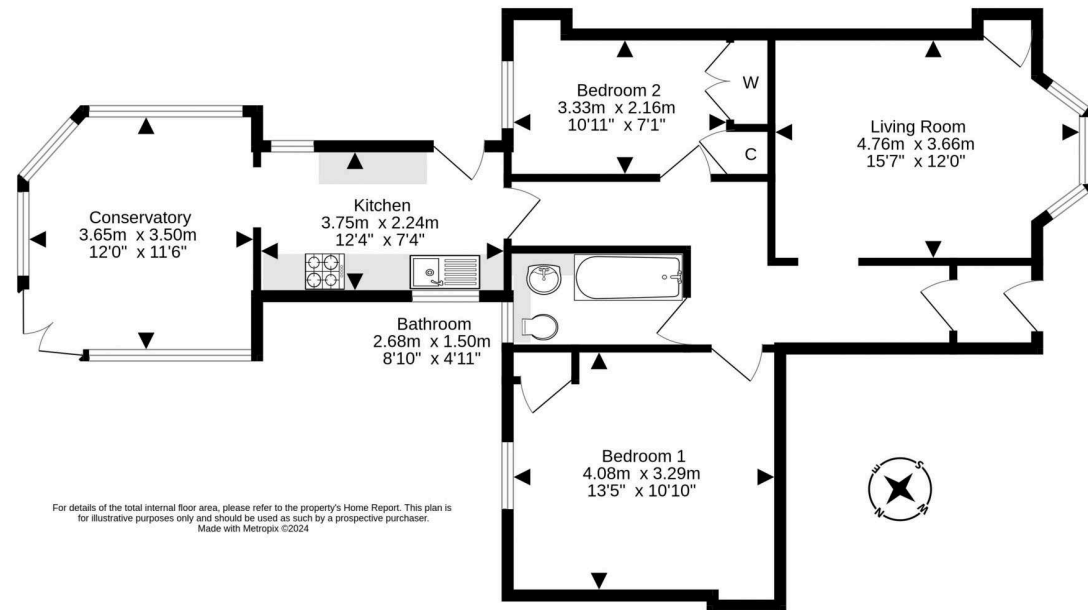 Bedroom 2
3.33m x 2.16m
10'11" x 7'1"
W
C
Living Room
4.76m x 3.66m
15'7" x 12'0"
Conservatory
3.65m x 3.50m
12'0" x 11'6"
Kitchen
3.75m x 2.24m
12'4" x 7'4"
Bathroom
2.68m x 1.50m
8'10" x 4'11"
Bedroom 1
4.08m x 3.29m
13'5" x 10'10"
S
E
W
N
For details of the total internal floor area, please refer to the property's Home Report. This plan is
for illustrative purposes only and should be used as such by a prospective purchaser.
Made with Metropix ©2024